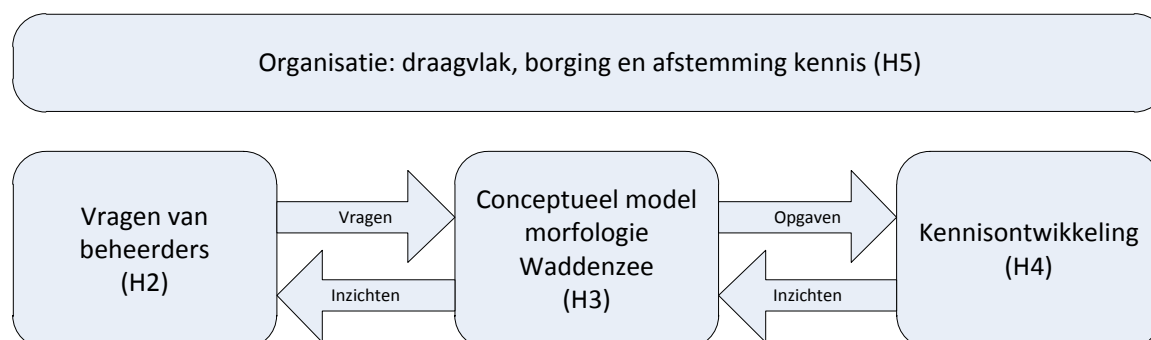 Organisatie: draagvlak, borging en afstemming kennis (H5)
Vragen van
beheerders
(H2)
Vragen
Inzichten
Conceptueel model
morfologie
Waddenzee
(H3)
Opgaven
Inzichten
Kennisontwikkeling
(H4)